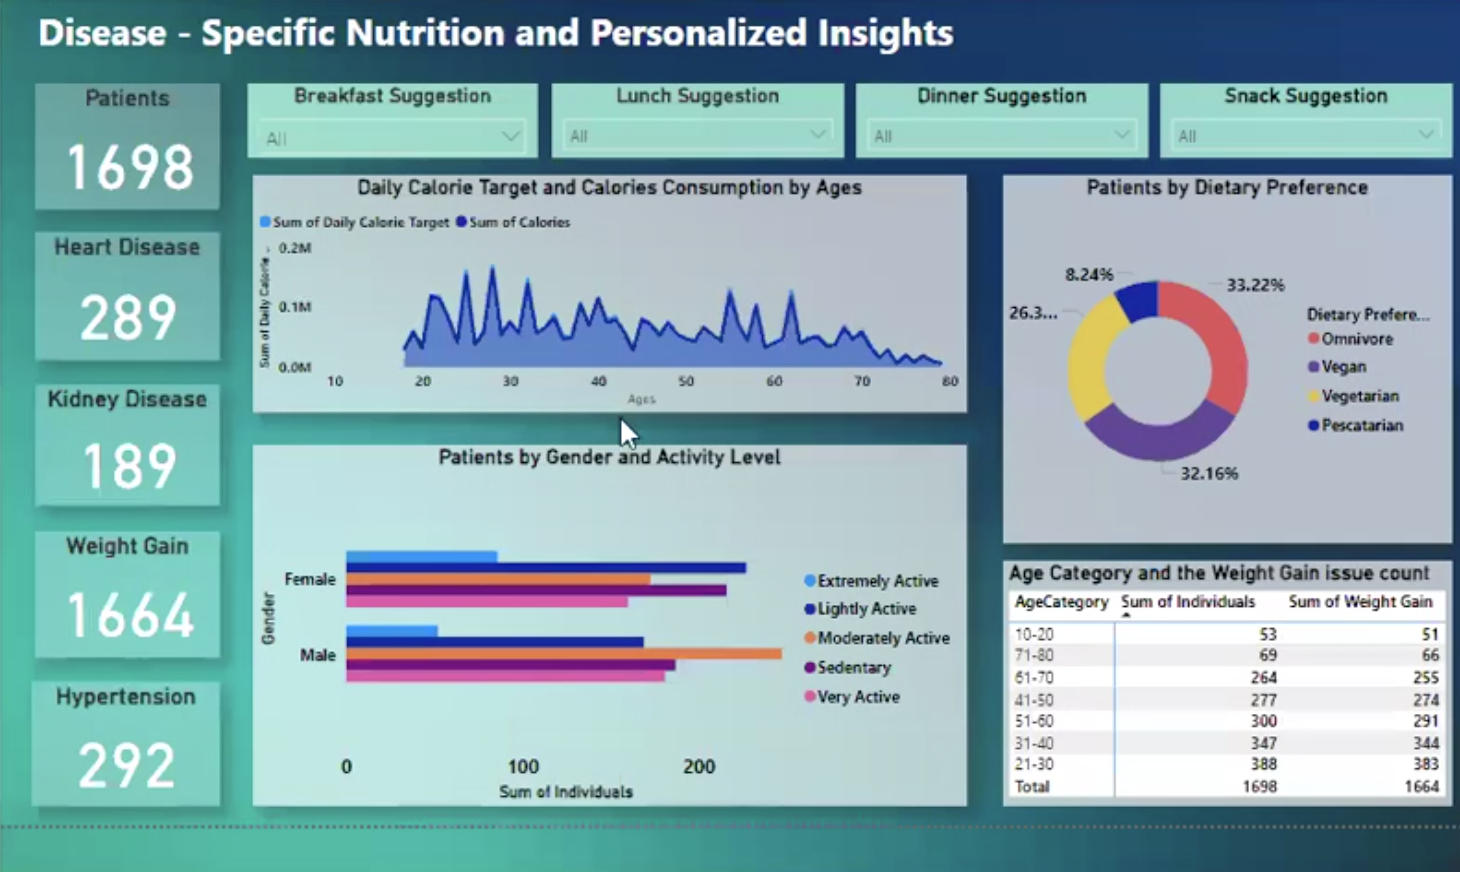 Disease - Specific Nutrition and Personalized Insights
Patients
1698
Heart Disease
289
Kidney Disease
189
Weight Gain
1664
Hypertension
292
Breakfast Suggestion
All
Lunch Suggestion
All
Dinner Suggestion
All
Snack Suggestion
All
Daily Calorie Target and Calories Consumption by Ages
Sum of Daily Calorie Target Sum of Calories
Sum of Daily Calorie...
0.2M
0.1M
0.0M
10 20 30 40 50 60 70 80
Ages
Patients by Gender and Activity Level
Gender
Female
Male
0 100 200
Sum of Individuals
Extremely Active
Lightly Active
Moderately Active
Sedentary
Very Active
Patients by Dietary Preference
8.24%
33.22%
26.3...
32.16%
Dietary Prefere...
Omnivore
Vegan
Vegetarian
Pescatarian
Age Category and the Weight Gain issue count
AgeCategory Sum of Individuals Sum of Weight Gain
10-20 53 51
71-80 69 66
61-70 264 255
41-50 277 274
51-60 300 291
31-40 347 344
21-30 388 383
Total 1698 1664